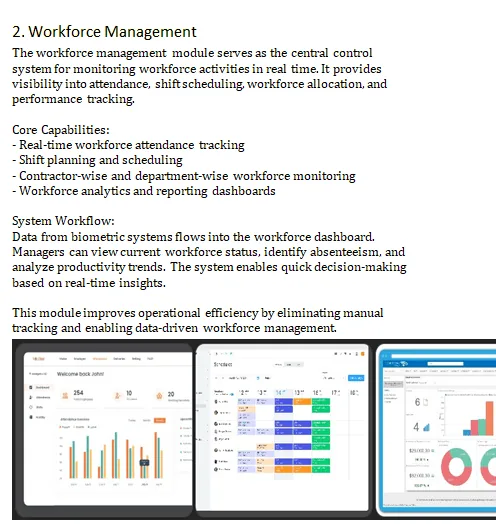 2. Workforce Management
The workforce management module serves as the central control
system for monitoring workforce activities in real time. It provides
visibility into attendance, shift scheduling, workforce allocation, and
performance tracking.
Core Capabilities:
- Real-time workforce attendance tracking
- Shift planning and scheduling
- Contractor-wise and department-wise workforce monitoring
- Workforce analytics and reporting dashboards
System Workflow:
Data from biometric systems flows into the workforce dashboard.
Managers can view current workforce status, identify absenteeism, and
analyze productivity trends. The system enables quick decision-making
based on real-time insights.
This module improves operational efficiency by eliminating manual
tracking and enabling data-driven workforce management.
Welcome back John!
254
10
20
Scheduled
6
4